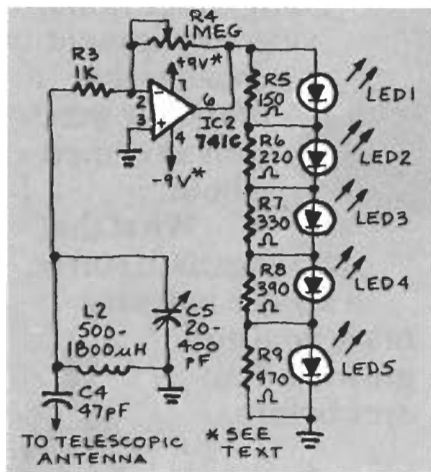 R4
1MEG
R3
1K
+9V*
7
2
6
3
4
IC2
741C
-9V*
R5
150
Ω
LED1
R6
220
Ω
LED2
R7
330
Ω
LED3
R8
390
Ω
LED4
R9
470
Ω
LED5
L2
500-
1800μH
C5
20-
400
pF
C4
47pF
TO TELESCOPIC
ANTENNA
* SEE
TEXT